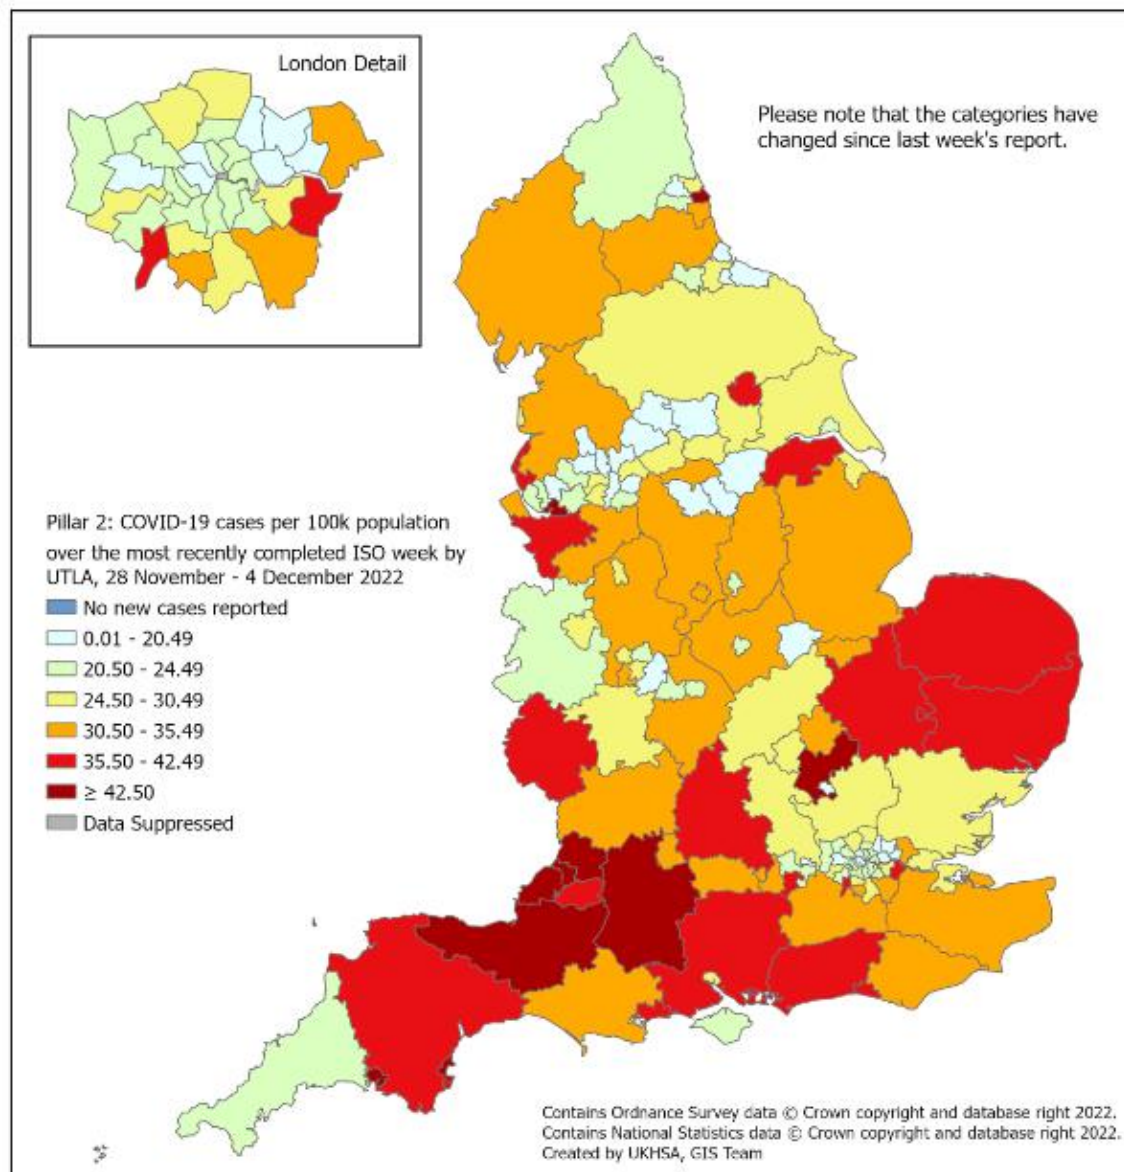 London Detail
Please note that the categories have
changed since last week's report.
Pillar 2: COVID-19 cases per 100k population
over the most recently completed ISO week by
UTLA, 28 November - 4 December 2022
No new cases reported
0.01 - 20.49
20.50 - 24.49
24.50 - 30.49
30.50 - 35.49
35.50 - 42.49
≥ 42.50
Data Suppressed
Contains Ordnance Survey data © Crown copyright and database right 2022.
Contains National Statistics data © Crown copyright and database right 2022.
Created by UKHSA, GIS Team